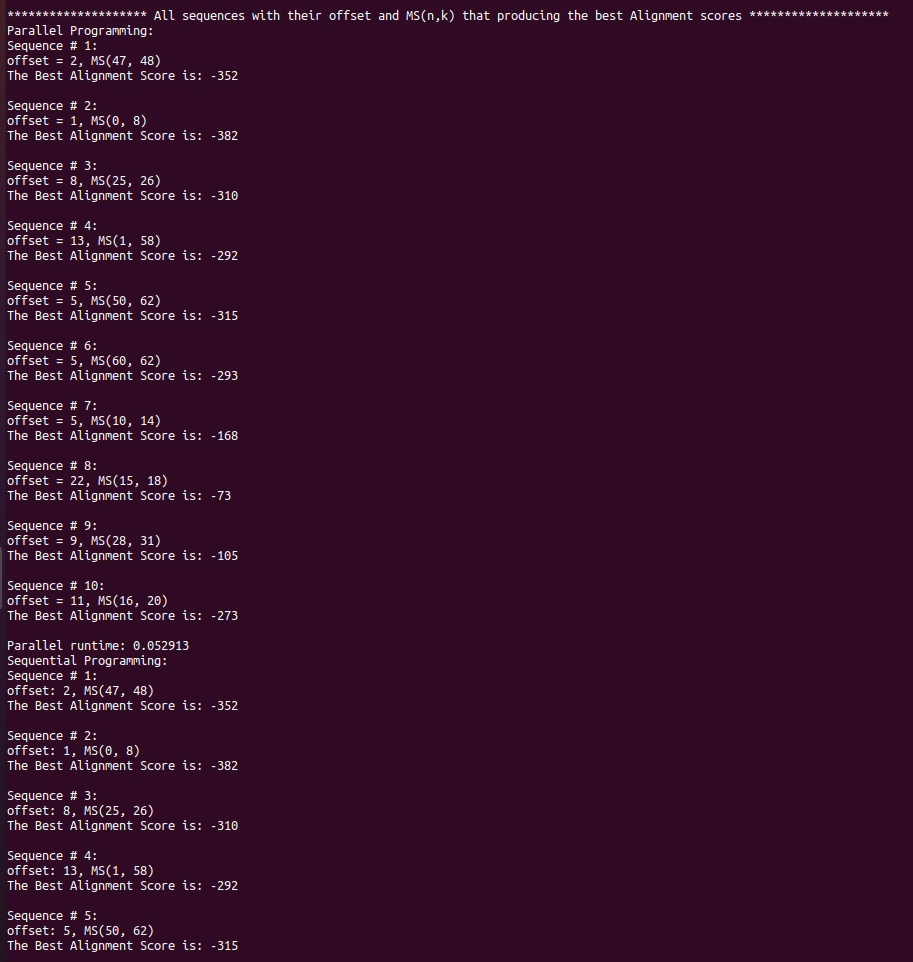 ******************** All sequences with their offset and MS(n,k) that producing the best Alignment scores ********************
Parallel Programming:
Sequence # 1:
offset = 2, MS(47, 48)
The Best Alignment Score is: -352
Sequence # 2:
offset = 1, MS(0, 8)
The Best Alignment Score is: -382
Sequence # 3:
offset = 8, MS(25, 26)
The Best Alignment Score is: -310
Sequence # 4:
offset = 13, MS(1, 58)
The Best Alignment Score is: -292
Sequence # 5:
offset = 5, MS(50, 62)
The Best Alignment Score is: -315
Sequence # 6:
offset = 5, MS(60, 62)
The Best Alignment Score is: -293
Sequence # 7:
offset = 5, MS(10, 14)
The Best Alignment Score is: -168
Sequence # 8:
offset = 22, MS(15, 18)
The Best Alignment Score is: -73
Sequence # 9:
offset = 9, MS(28, 31)
The Best Alignment Score is: -105
Sequence # 10:
offset = 11, MS(16, 20)
The Best Alignment Score is: -273
Parallel runtime: 0.052913
Sequential Programming:
Sequence # 1:
offset: 2, MS(47, 48)
The Best Alignment Score is: -352
Sequence # 2:
offset: 1, MS(0, 8)
The Best Alignment Score is: -382
Sequence # 3:
offset: 8, MS(25, 26)
The Best Alignment Score is: -310
Sequence # 4:
offset: 13, MS(1, 58)
The Best Alignment Score is: -292
Sequence # 5:
offset: 5, MS(50, 62)
The Best Alignment Score is: -315